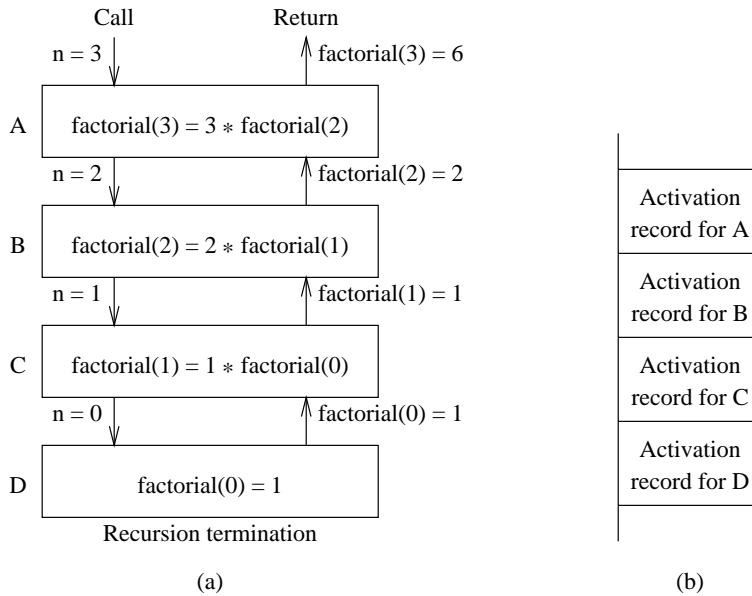 Call Return
n = 3 factorial(3) = 6
A factorial(3) = 3 ∗ factorial(2)
n = 2 factorial(2) = 2
B factorial(2) = 2 ∗ factorial(1)
n = 1 factorial(1) = 1
C factorial(1) = 1 ∗ factorial(0)
n = 0 factorial(0) = 1
D factorial(0) = 1
Recursion termination
(a)
Activation
record for A
Activation
record for B
Activation
record for C
Activation
record for D
(b)